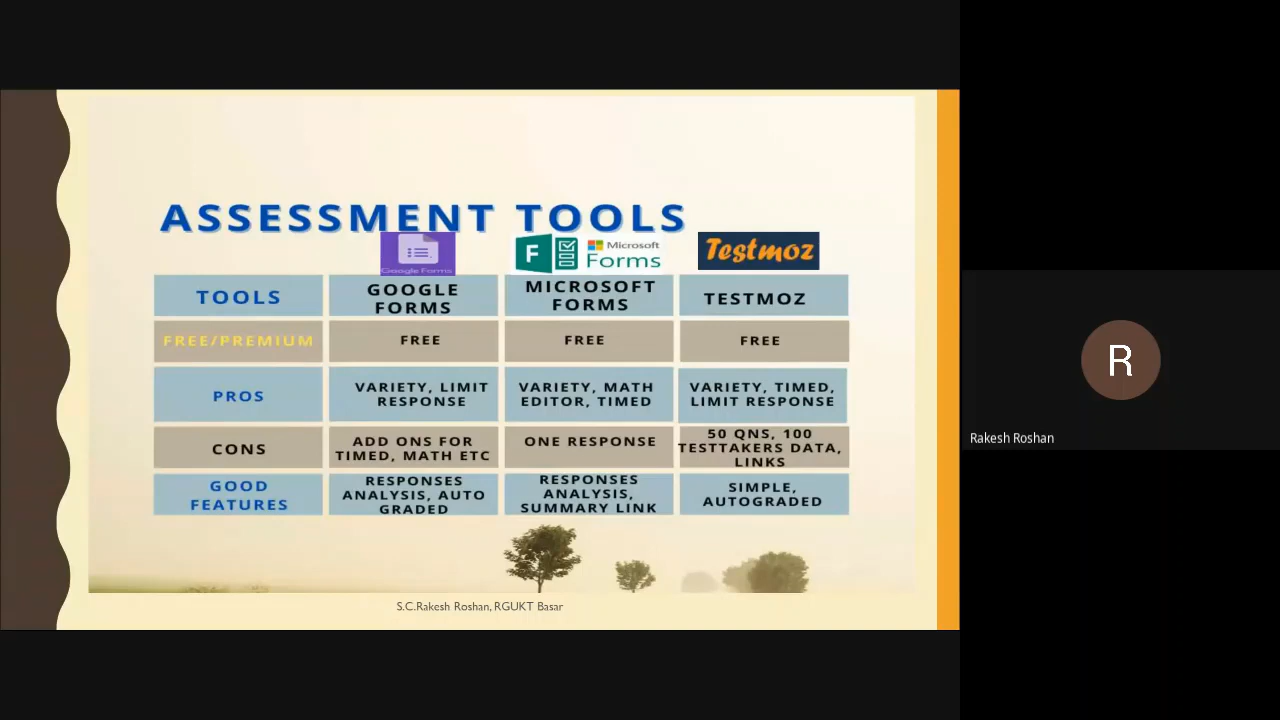 ASSESSMENT TOOLS
Google Forms
F
Microsoft
Forms
Testmoz
TOOLS
GOOGLE
FORMS
MICROSOFT
FORMS
TESTMOZ
FREE/PREMIUM
FREE
FREE
FREE
PROS
VARIETY, LIMIT
RESPONSE
VARIETY, MATH
EDITOR, TIMED
VARIETY, TIMED,
LIMIT RESPONSE
CONS
ADD ONS FOR
TIMED, MATH ETC
ONE RESPONSE
50 QNS, 100
TESTTAKERS DATA,
LINKS
GOOD
FEATURES
RESPONSES
ANALYSIS, AUTO
GRADED
RESPONSES
ANALYSIS,
SUMMARY LINK
SIMPLE,
AUTOGRADED
S.C.Rakesh Roshan, RGUKT Basar
R
Rakesh Roshan